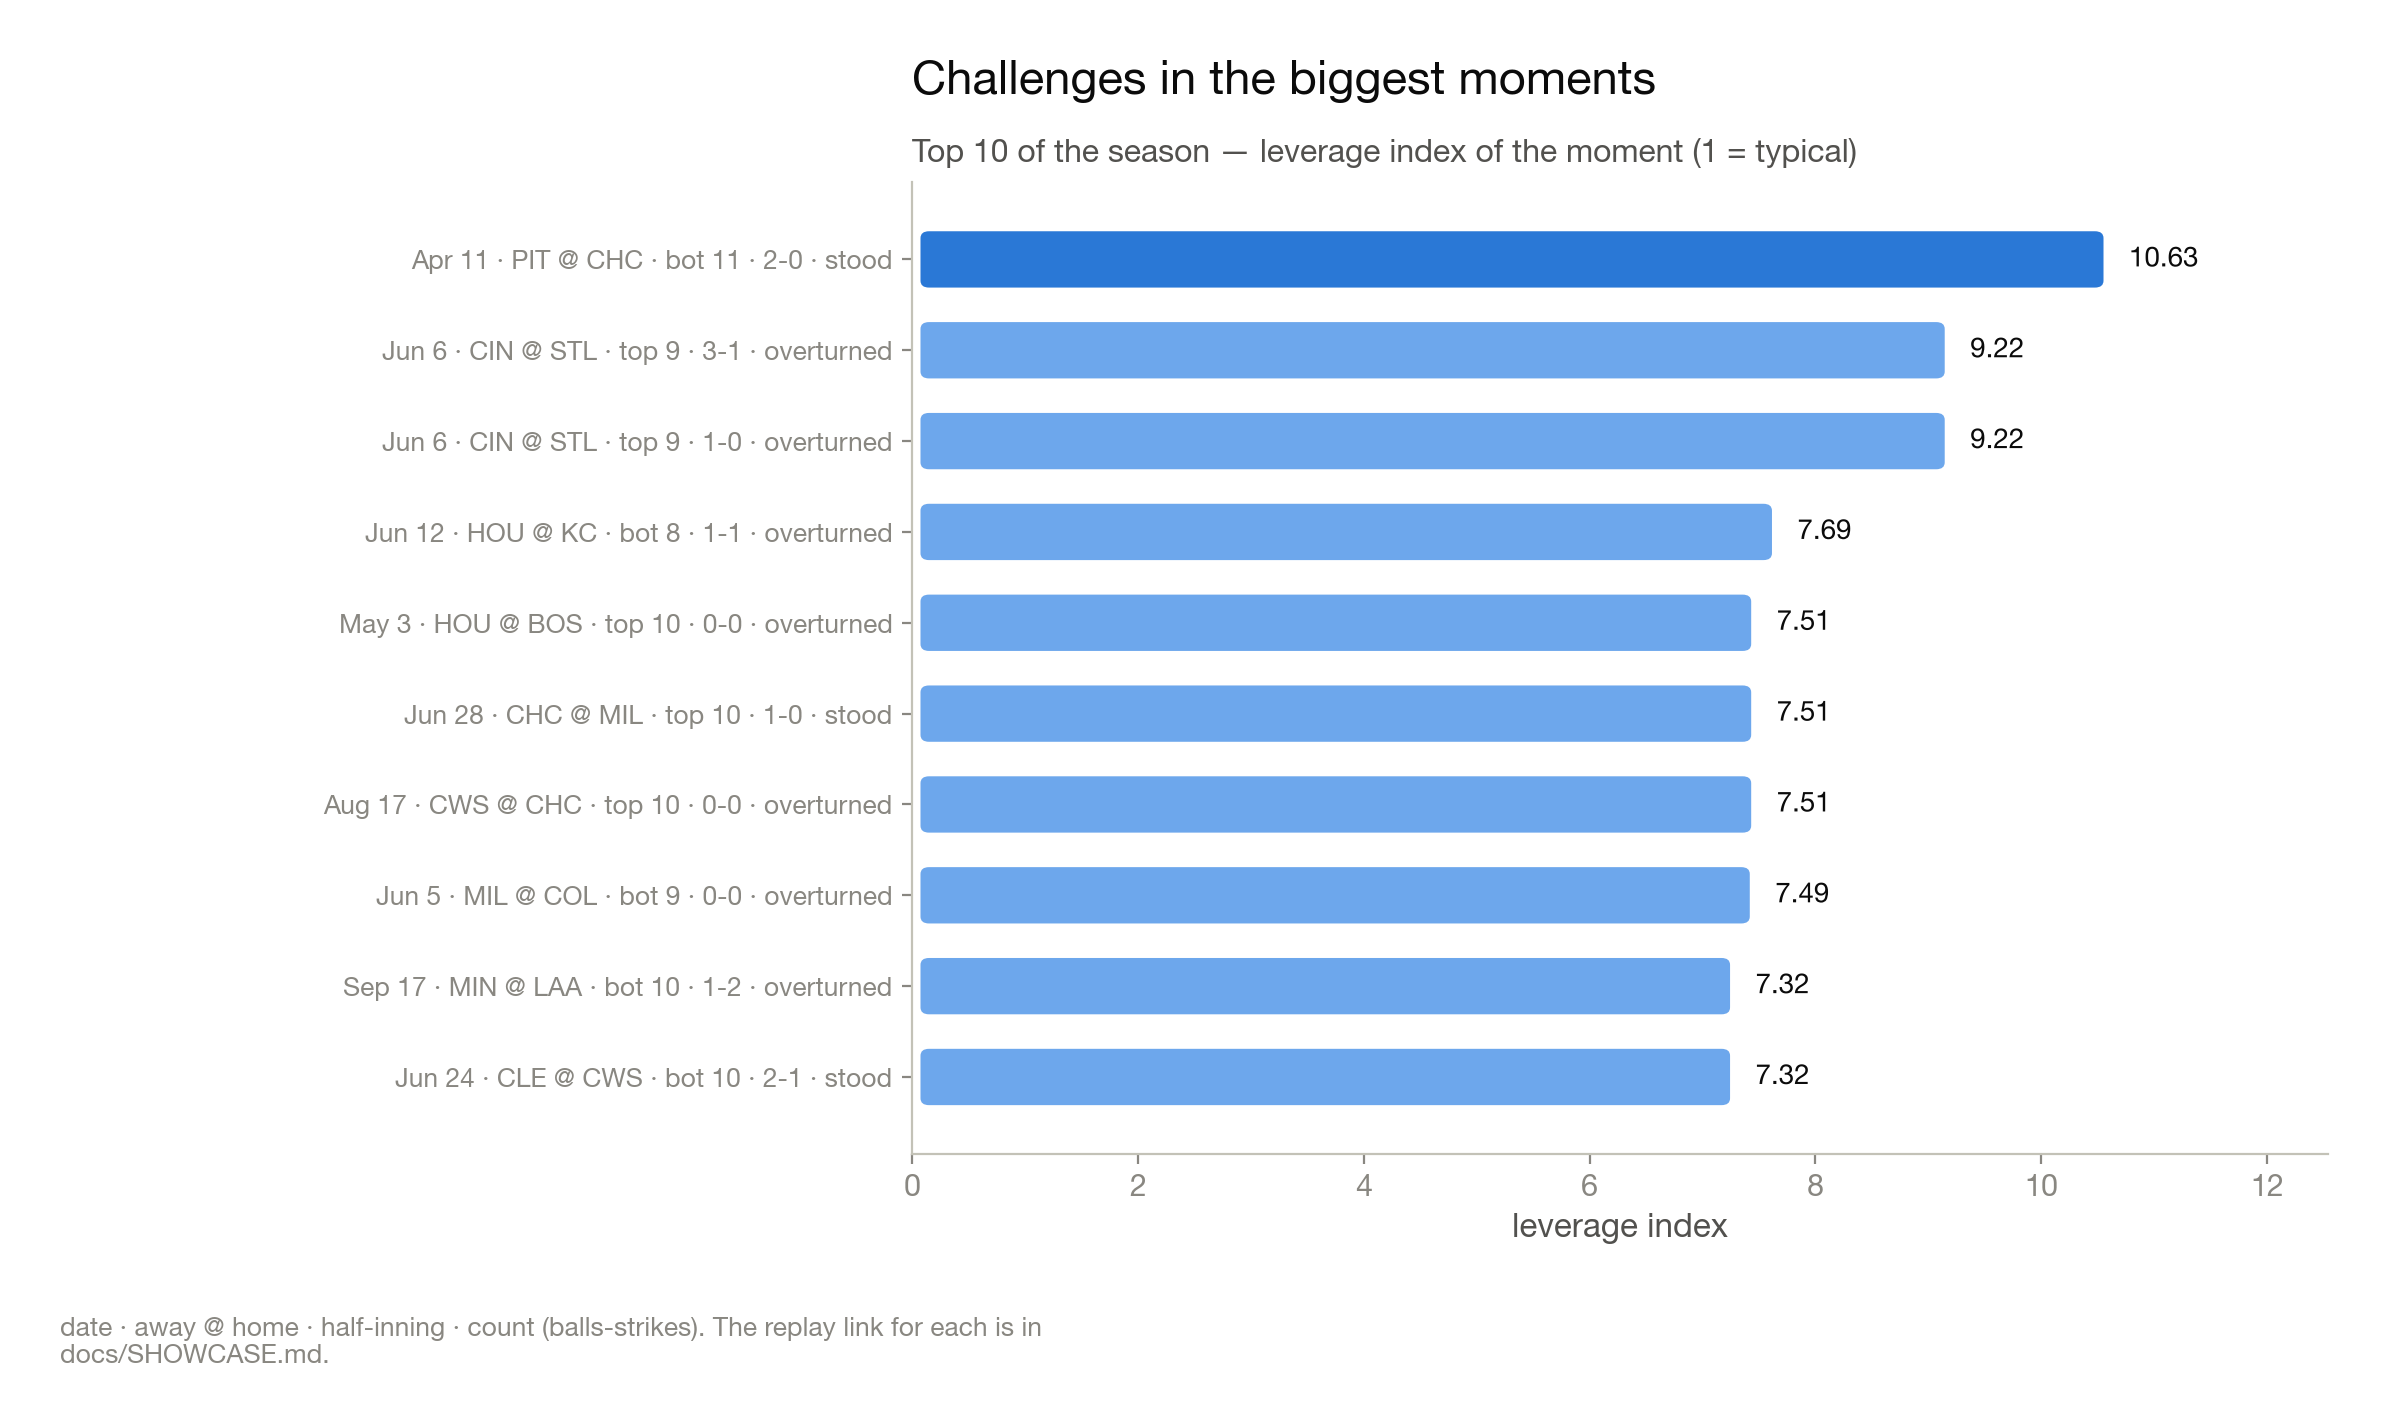 Challenges in the biggest moments
Top 10 of the season — leverage index of the moment (1 = typical)
Apr 11 · PIT @ CHC · bot 11 · 2-0 · stood 10.63
Jun 6 · CIN @ STL · top 9 · 3-1 · overturned 9.22
Jun 6 · CIN @ STL · top 9 · 1-0 · overturned 9.22
Jun 12 · HOU @ KC · bot 8 · 1-1 · overturned 7.69
May 3 · HOU @ BOS · top 10 · 0-0 · overturned 7.51
Jun 28 · CHC @ MIL · top 10 · 1-0 · stood 7.51
Aug 17 · CWS @ CHC · top 10 · 0-0 · overturned 7.51
Jun 5 · MIL @ COL · bot 9 · 0-0 · overturned 7.49
Sep 17 · MIN @ LAA · bot 10 · 1-2 · overturned 7.32
Jun 24 · CLE @ CWS · bot 10 · 2-1 · stood 7.32
0 2 4 6 8 10 12
leverage index
date · away @ home · half-inning · count (balls-strikes). The replay link for each is in
docs/SHOWCASE.md.